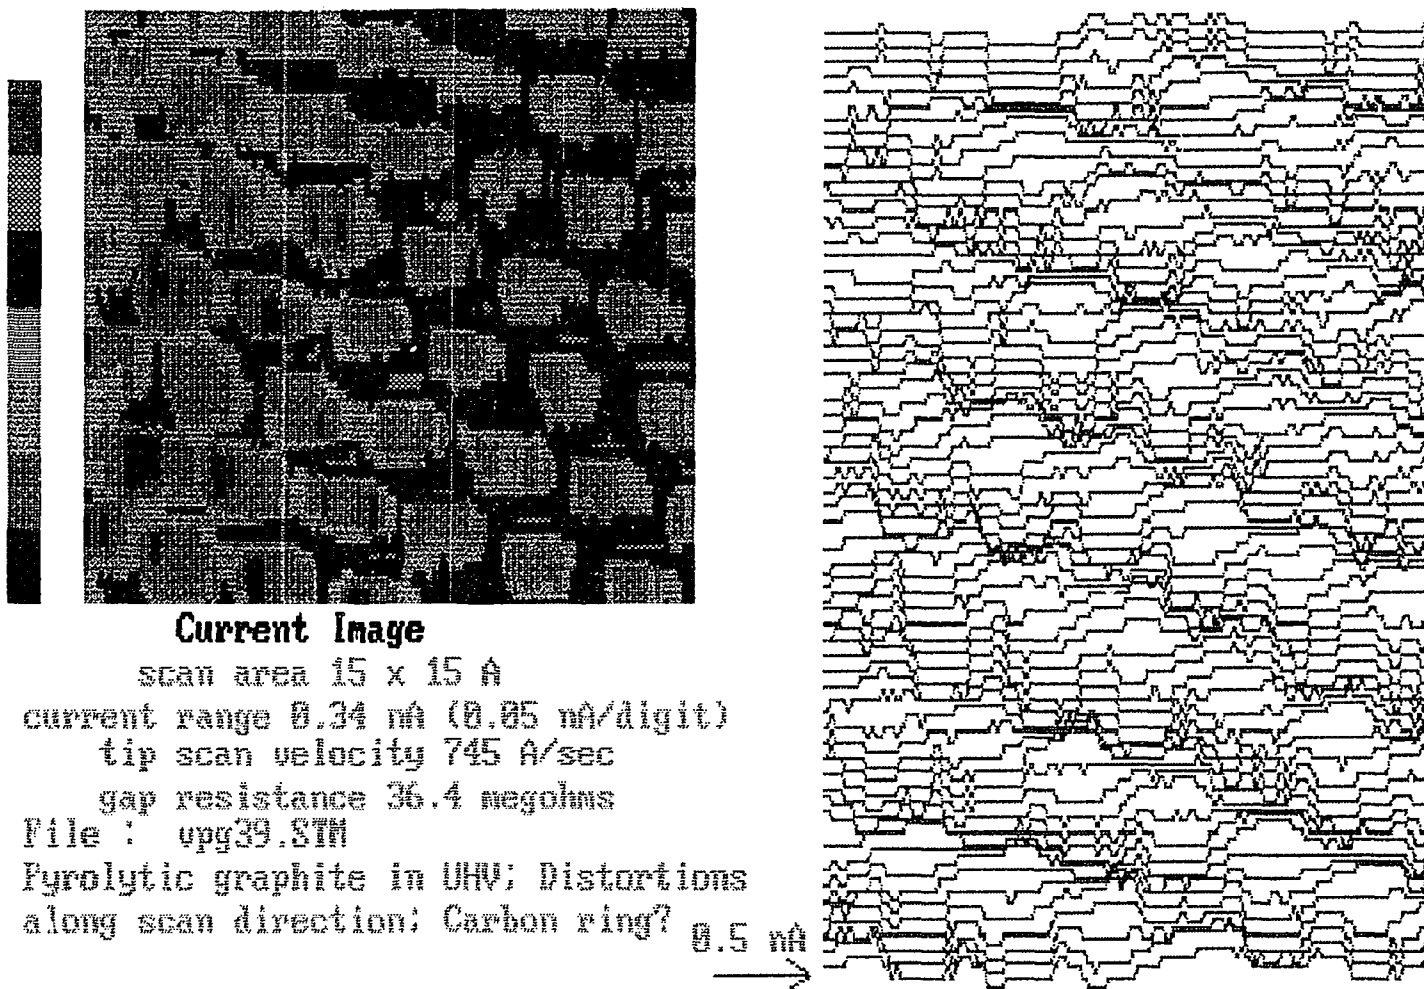 Current Image
scan area 15 x 15 A
current range 0.34 nA (0.05 nA/digit)
tip scan velocity 745 A/sec
gap resistance 36.4 megohms
File : vpg39.STM
Pyrolytic graphite in UHV; Distortions
along scan direction; Carbon ring?
0.5 nA